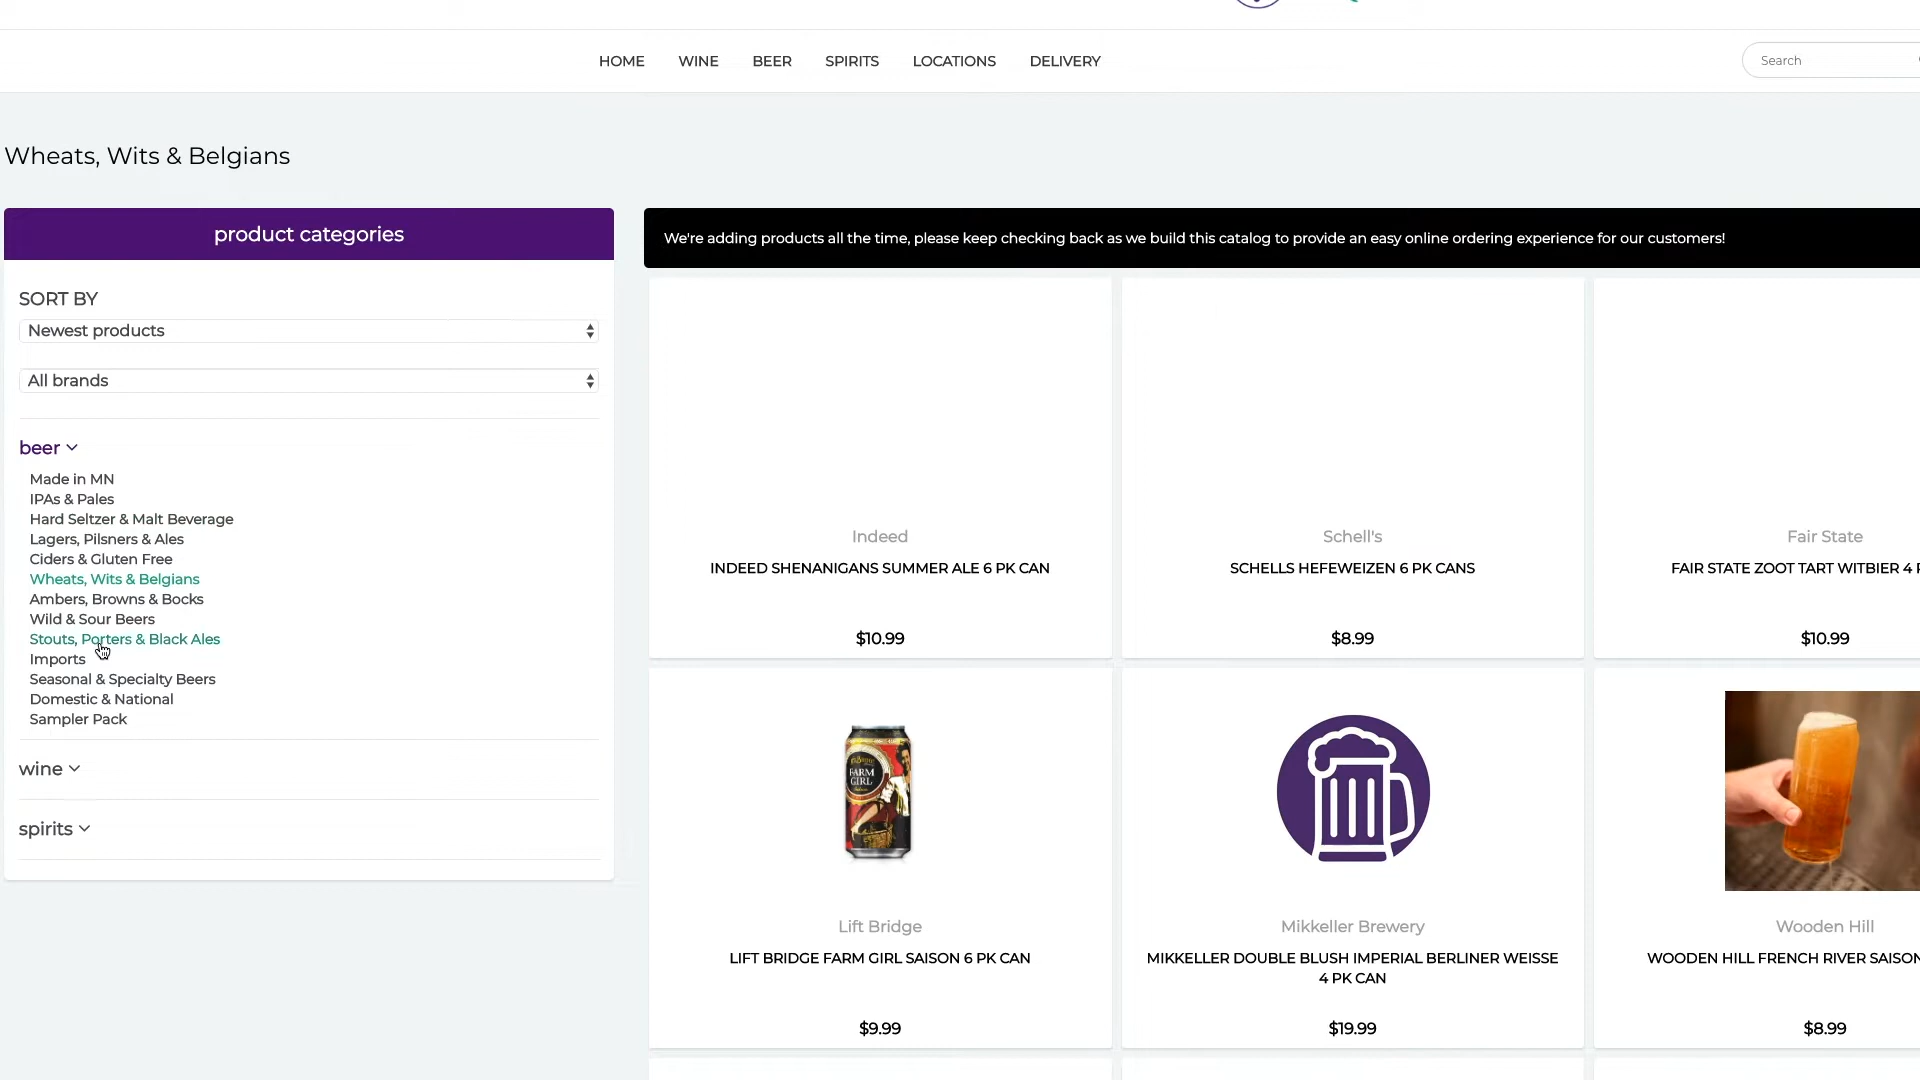 HOME WINE BEER SPIRITS LOCATIONS DELIVERY
Search
Wheats, Wits & Belgians
product categories
SORT BY
Newest products
All brands
beer
Made in MN
IPAs & Pales
Hard Seltzer & Malt Beverage
Lagers, Pilsners & Ales
Ciders & Gluten Free
Wheats, Wits & Belgians
Ambers, Browns & Bocks
Wild & Sour Beers
Stouts, Porters & Black Ales
Imports
Seasonal & Specialty Beers
Domestic & National
Sampler Pack
wine
spirits
We're adding products all the time, please keep checking back as we build this catalog to provide an easy online ordering experience for our customers!
Indeed
INDEED SHENANIGANS SUMMER ALE 6 PK CAN
$10.99
Schell's
SCHELLS HEFEWEIZEN 6 PK CANS
$8.99
Fair State
FAIR STATE ZOOT TART WITBIER 4
$10.99
FARM
GIRL
Lift Bridge
LIFT BRIDGE FARM GIRL SAISON 6 PK CAN
$9.99
Mikkeller Brewery
MIKKELLER DOUBLE BLUSH IMPERIAL BERLINER WEISSE
4 PK CAN
$19.99
Wooden Hill
WOODEN HILL FRENCH RIVER SAISON
$8.99